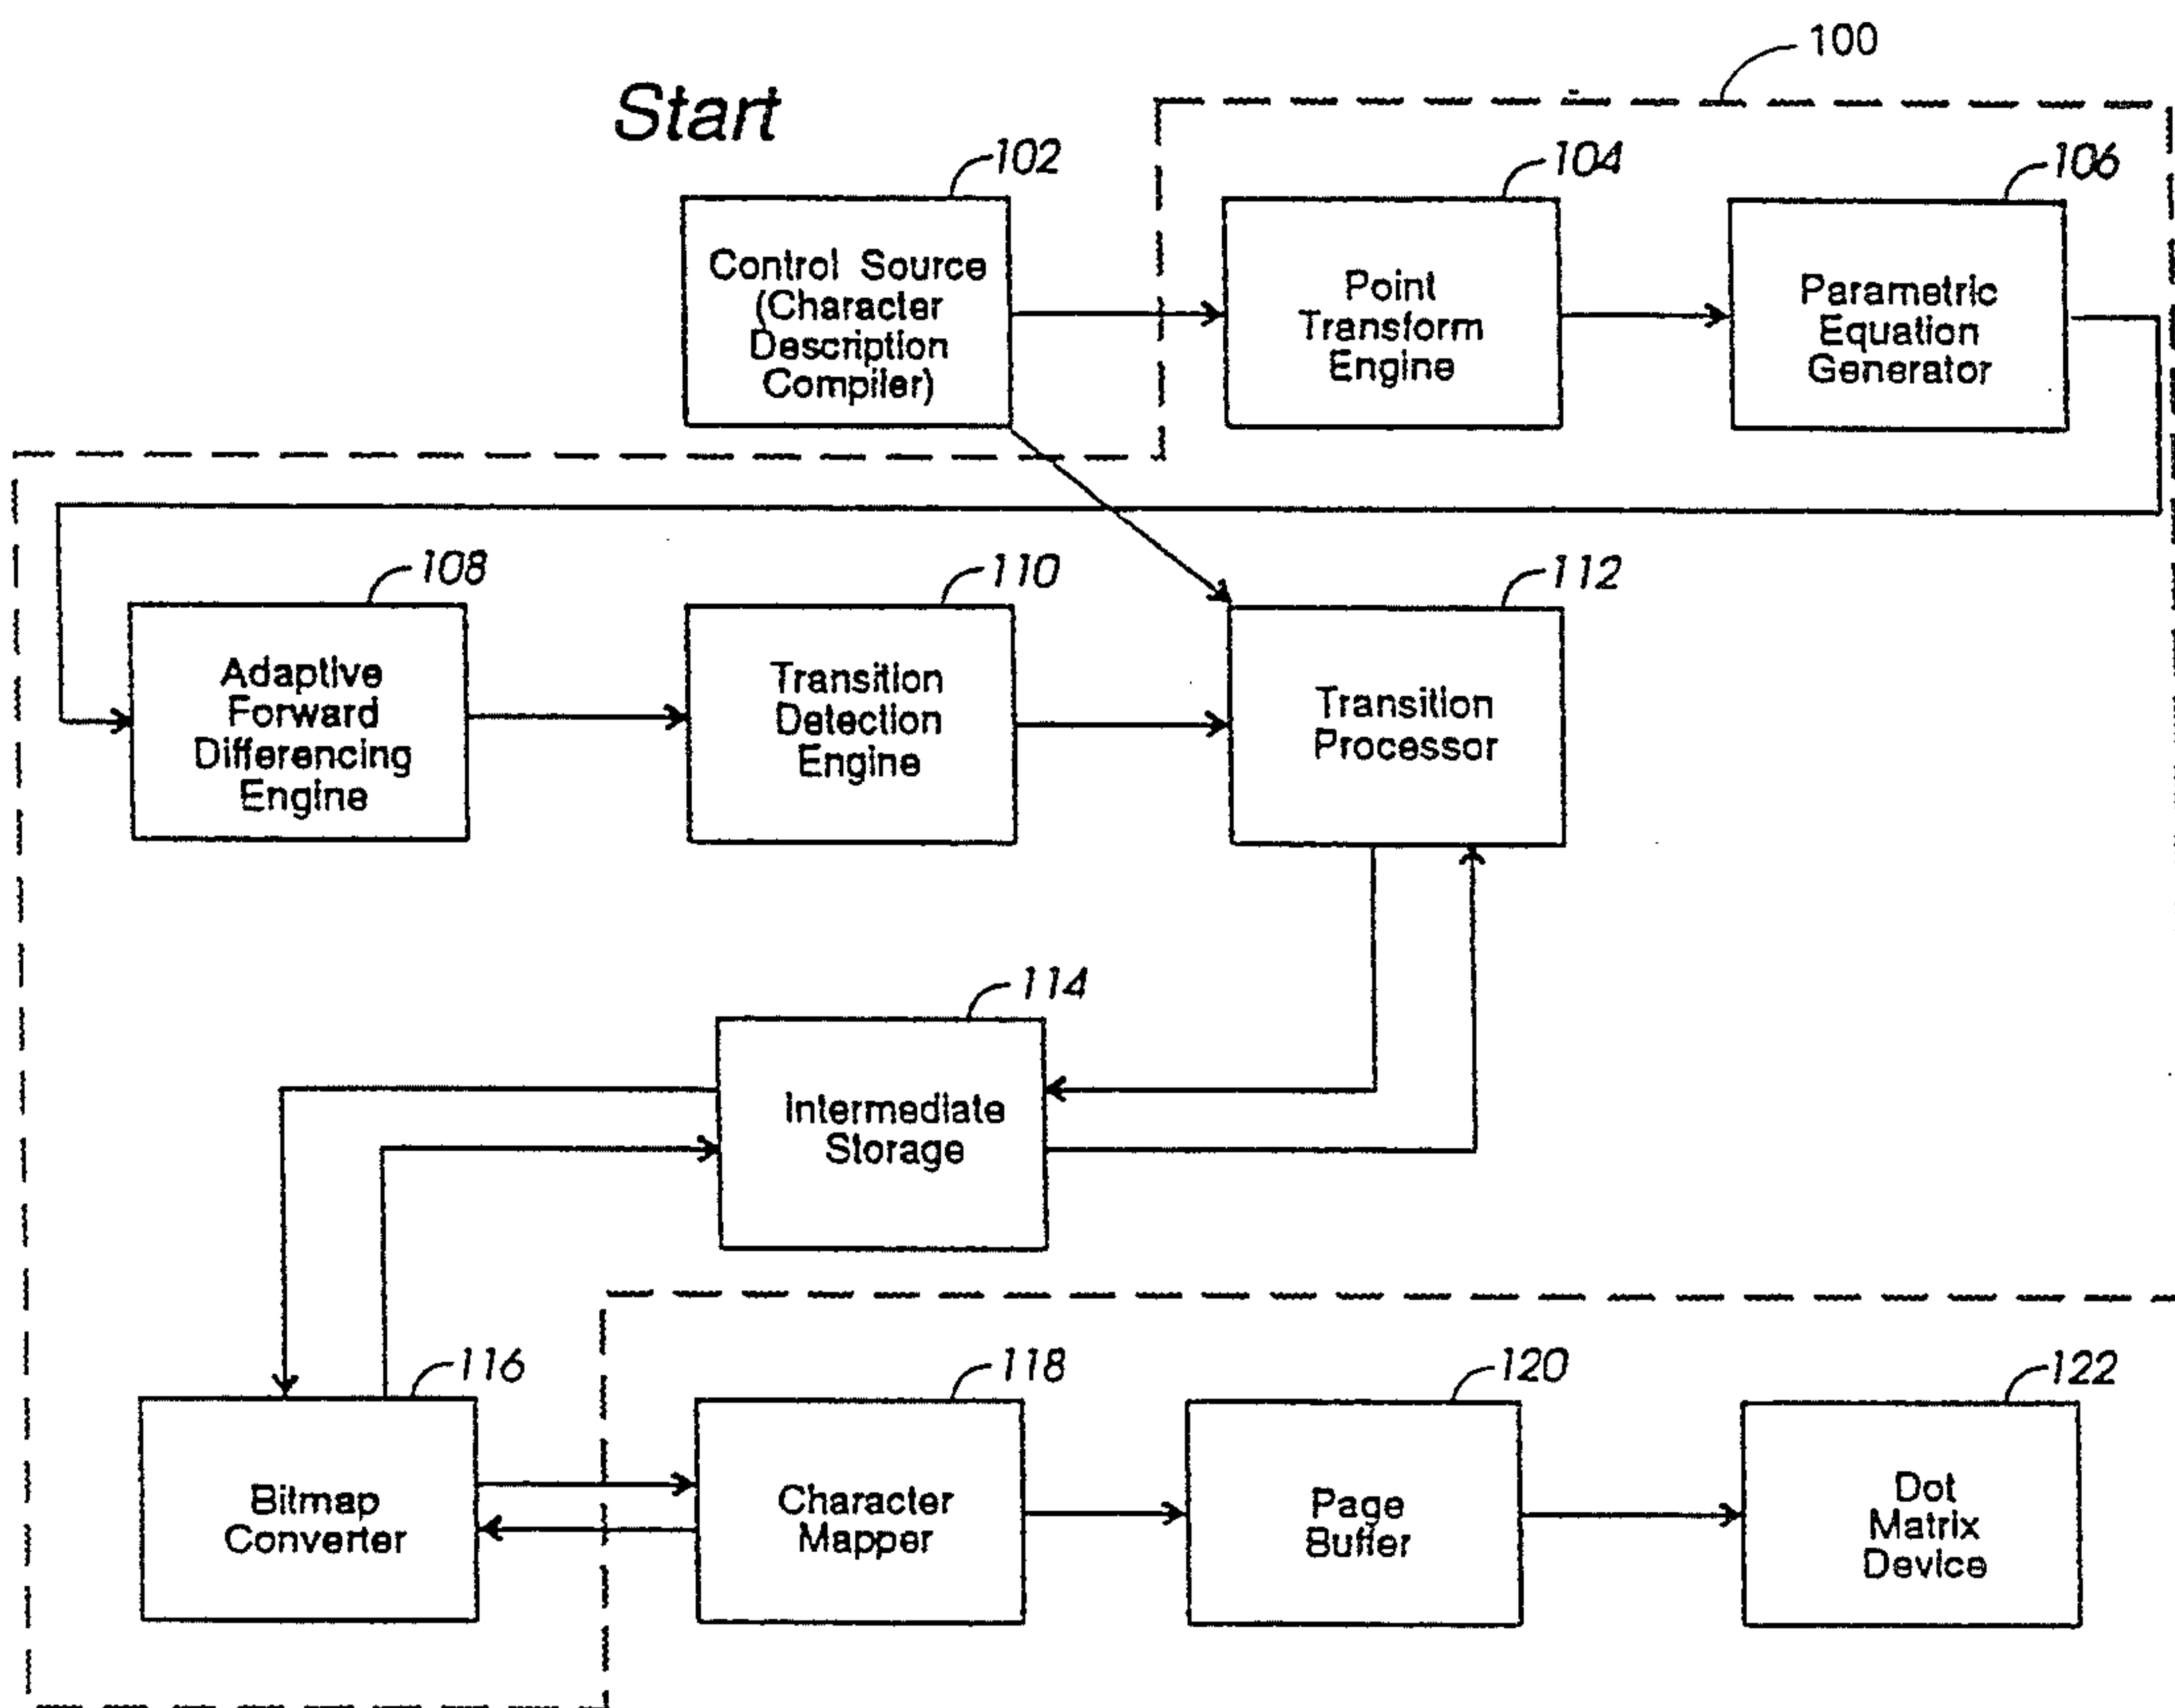 100
Start
102
104
106
Control Source
(Character
Description
Compiler)
Point
Transform
Engine
Parametric
Equation
Generator
108
110
112
Adaptive
Forward
Differencing
Engine
Transition
Detection
Engine
Transition
Processor
114
Intermediate
Storage
116
118
120
122
Bitmap
Converter
Character
Mapper
Page
Buffer
Dot
Matrix
Device